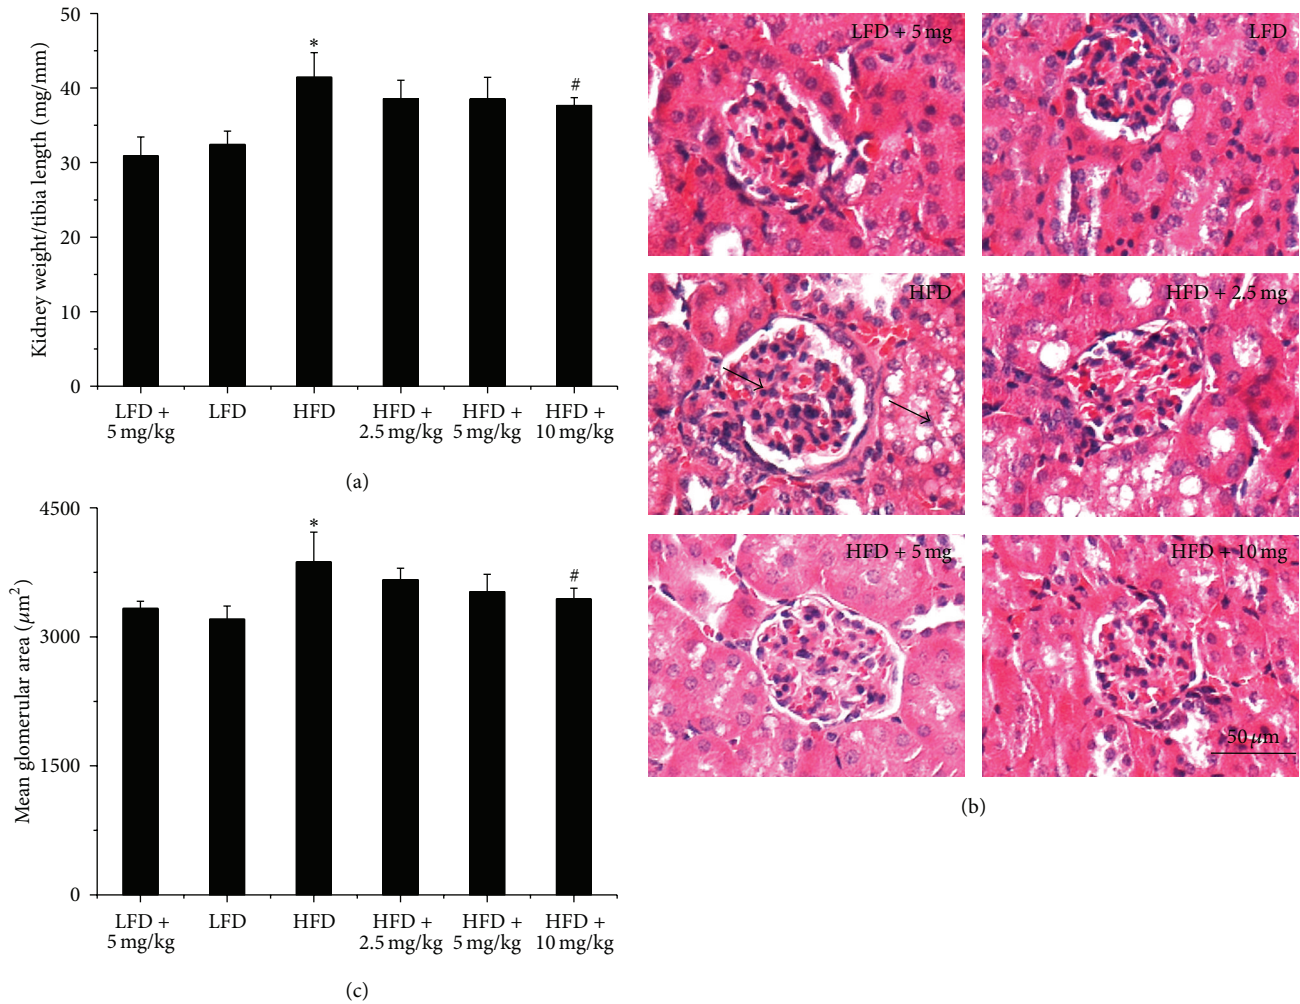 50
40
30
20
10
0
Kidney weight/tibia length (mg/mm)
*
#
LFD + 5 mg/kg
LFD
HFD
HFD + 2.5 mg/kg
HFD + 5 mg/kg
HFD + 10 mg/kg
(a)
LFD + 5 mg
LFD
HFD
HFD + 2.5 mg
HFD + 5 mg
HFD + 10 mg
50 μm
(b)
4500
3000
1500
0
Mean glomerular area (μm²)
*
#
LFD + 5 mg/kg
LFD
HFD
HFD + 2.5 mg/kg
HFD + 5 mg/kg
HFD + 10 mg/kg
(c)